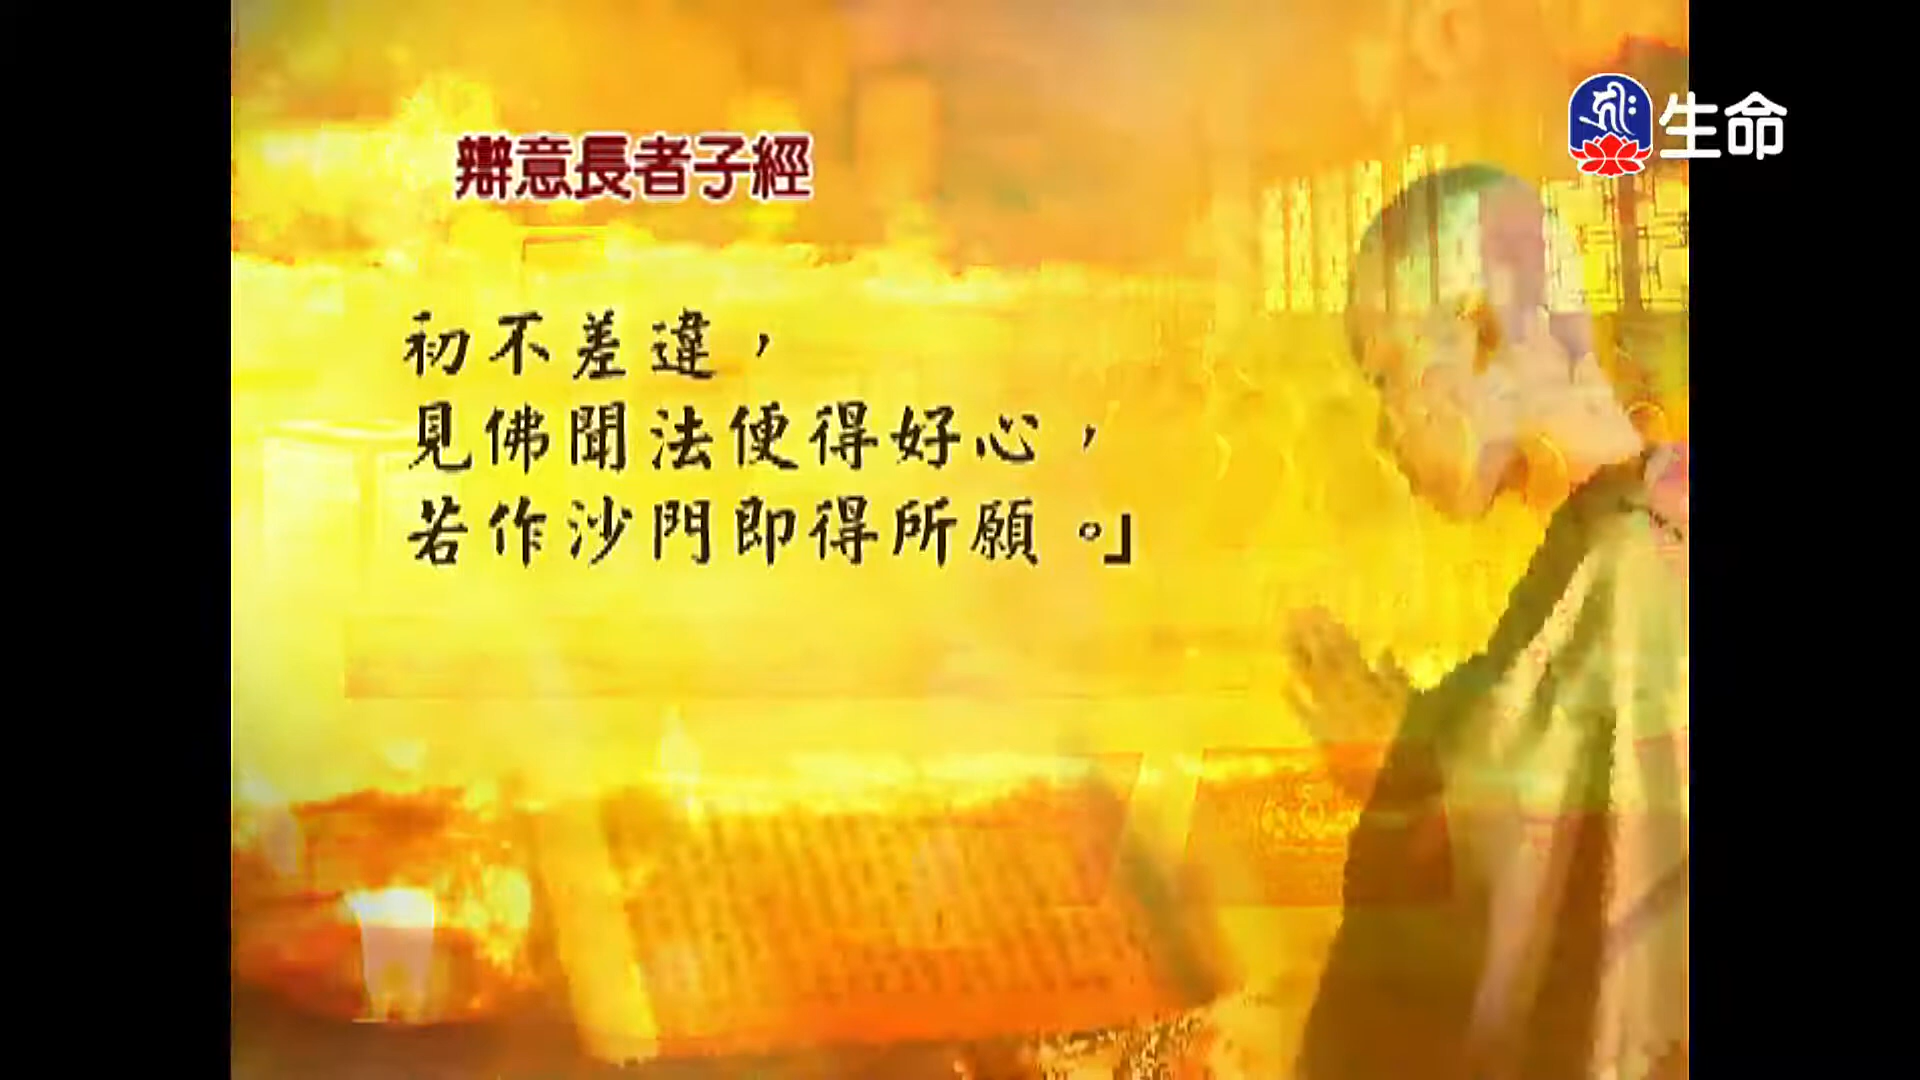 生命
辯意長者子經
初不差違，
見佛聞法便得好心，
若作沙門即得所願。」